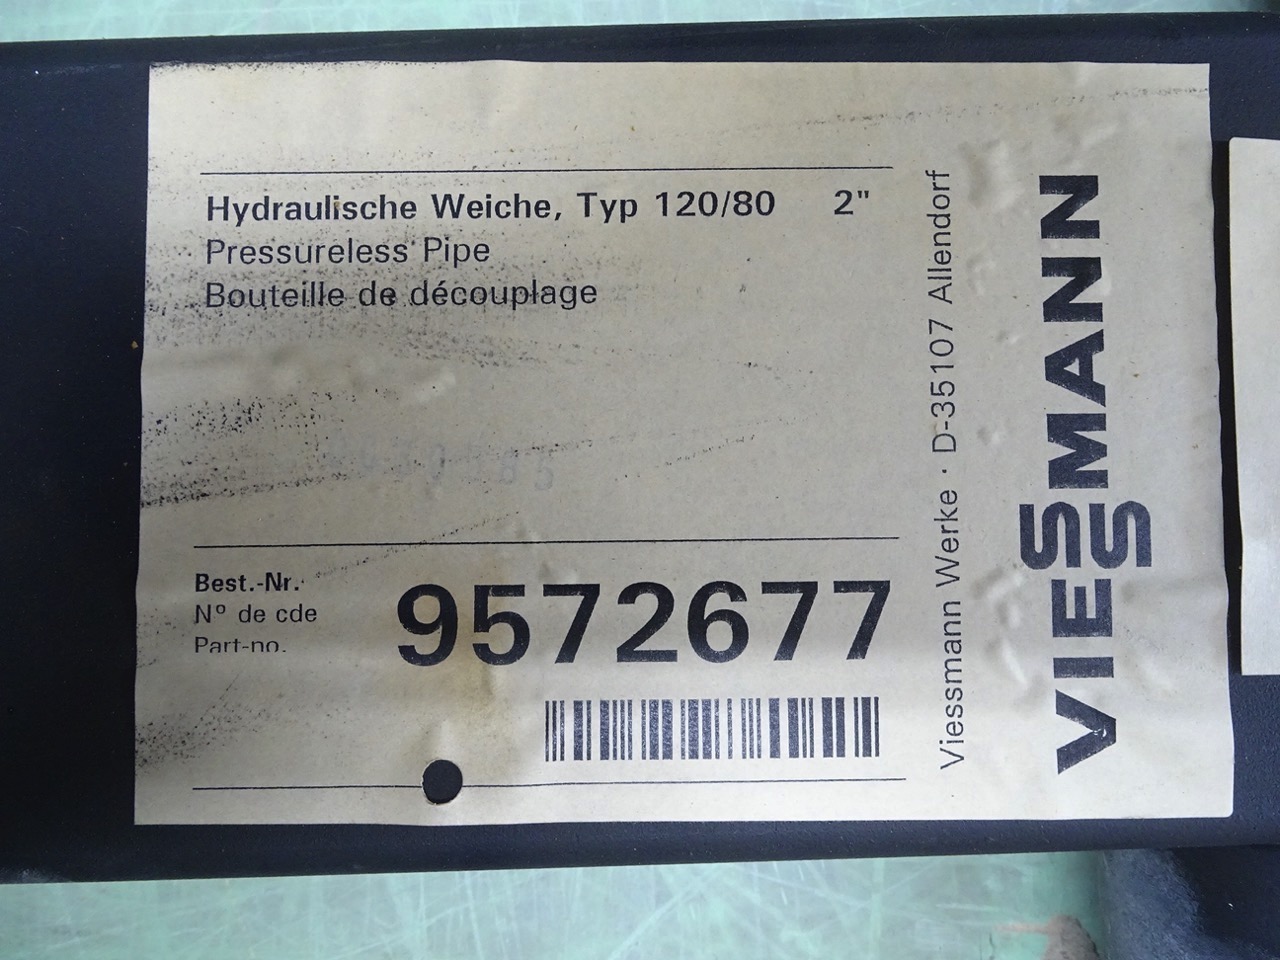 Hydraulische Weiche, Typ 120/80 2"
Pressureless Pipe
Bouteille de découplage
Best.-Nr.
Nº de cde
Part-no.
9572677
Viessmann Werke · D-35107 Allendorf
VIESSMANN